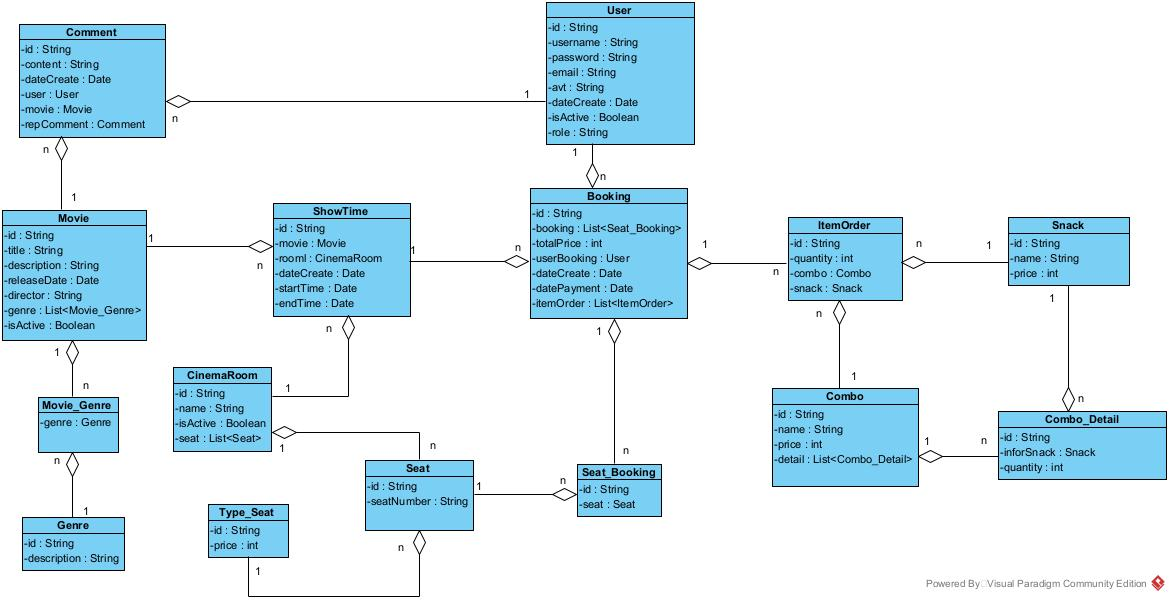 Comment
-id : String
-content : String
-dateCreate : Date
-user : User
-movie : Movie
-repComment : Comment
User
-id : String
-username : String
-password : String
-email : String
-avt : String
-dateCreate : Date
-isActive : Boolean
-role : String
n
1
n
1
1
n
Movie
-id : String
-title : String
-description : String
-releaseDate : Date
-director : String
-genre : List<Movie_Genre>
-isActive : Boolean
1
n
ShowTime
-id : String
-movie : Movie
-rooml : CinemaRoom
-dateCreate : Date
-startTime : Date
-endTime : Date
1
n
Booking
-id : String
-booking : List<Seat_Booking>
-totalPrice : int
-userBooking : User
-dateCreate : Date
-datePayment : Date
-itemOrder : List<ItemOrder>
1
n
ItemOrder
-id : String
-quantity : int
-combo : Combo
-snack : Snack
n
1
Snack
-id : String
-name : String
-price : int
1
n
n
1
1
n
n
1
1
n
CinemaRoom
-id : String
-name : String
-isActive : Boolean
-seat : List<Seat>
1
n
Movie_Genre
-genre : Genre
n
1
Genre
-id : String
-description : String
Type_Seat
-id : String
-price : int
1
n
Seat
-id : String
-seatNumber : String
1
n
Seat_Booking
-id : String
-seat : Seat
Combo
-id : String
-name : String
-price : int
-detail : List<Combo_Detail>
1
n
Combo_Detail
-id : String
-inforSnack : Snack
-quantity : int
Powered By Visual Paradigm Community Edition